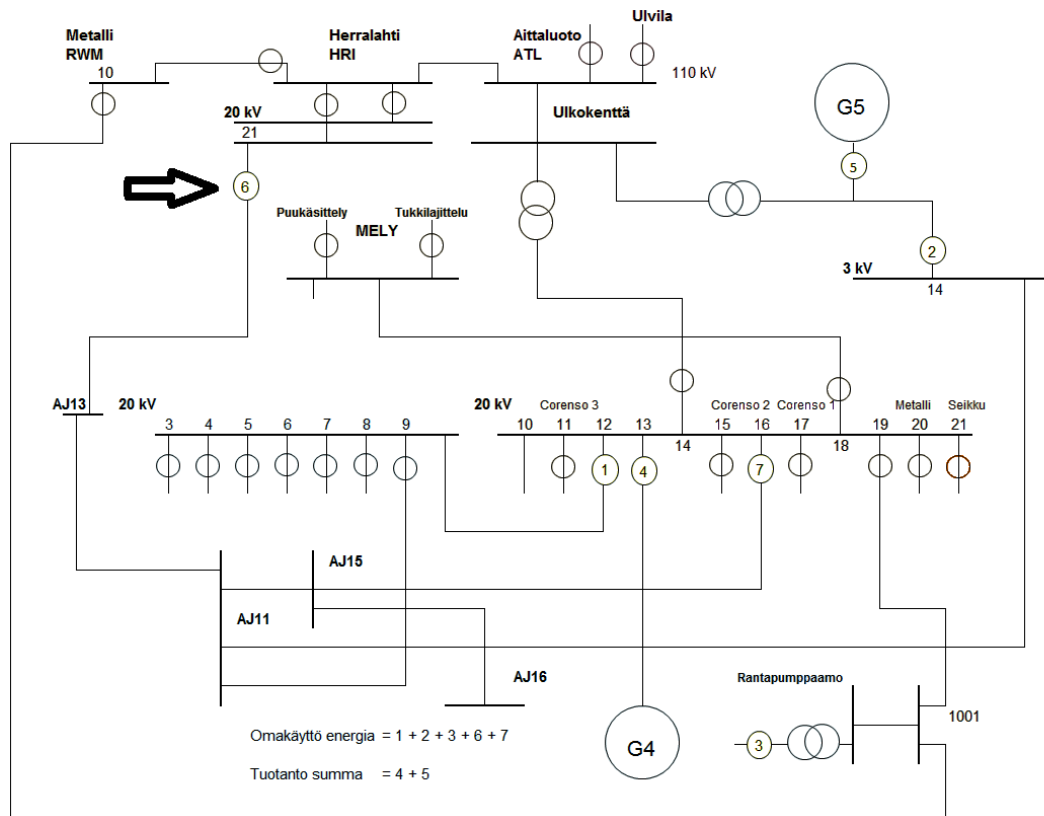 Metalli
RWM
10
Herralahti
HRI
Aittaluoto
ATL
Ulvila
110 kV
20 kV
21
Ulkokenttä
G5
5
6
Puukäsittely
Tukkilajittelu
MELY
2
3 kV
14
AJ13
20 kV
3 4 5 6 7 8 9
20 kV
Corenso 3
Corenso 2
Corenso 1
Metalli
Seikku
10 11 12 13 14 15 16 17 18 19 20 21
1
4
7
AJ15
AJ11
AJ16
Rantapumppaamo
1001
3
G4
Omakäyttö energia = 1 + 2 + 3 + 6 + 7
Tuotanto summa = 4 + 5